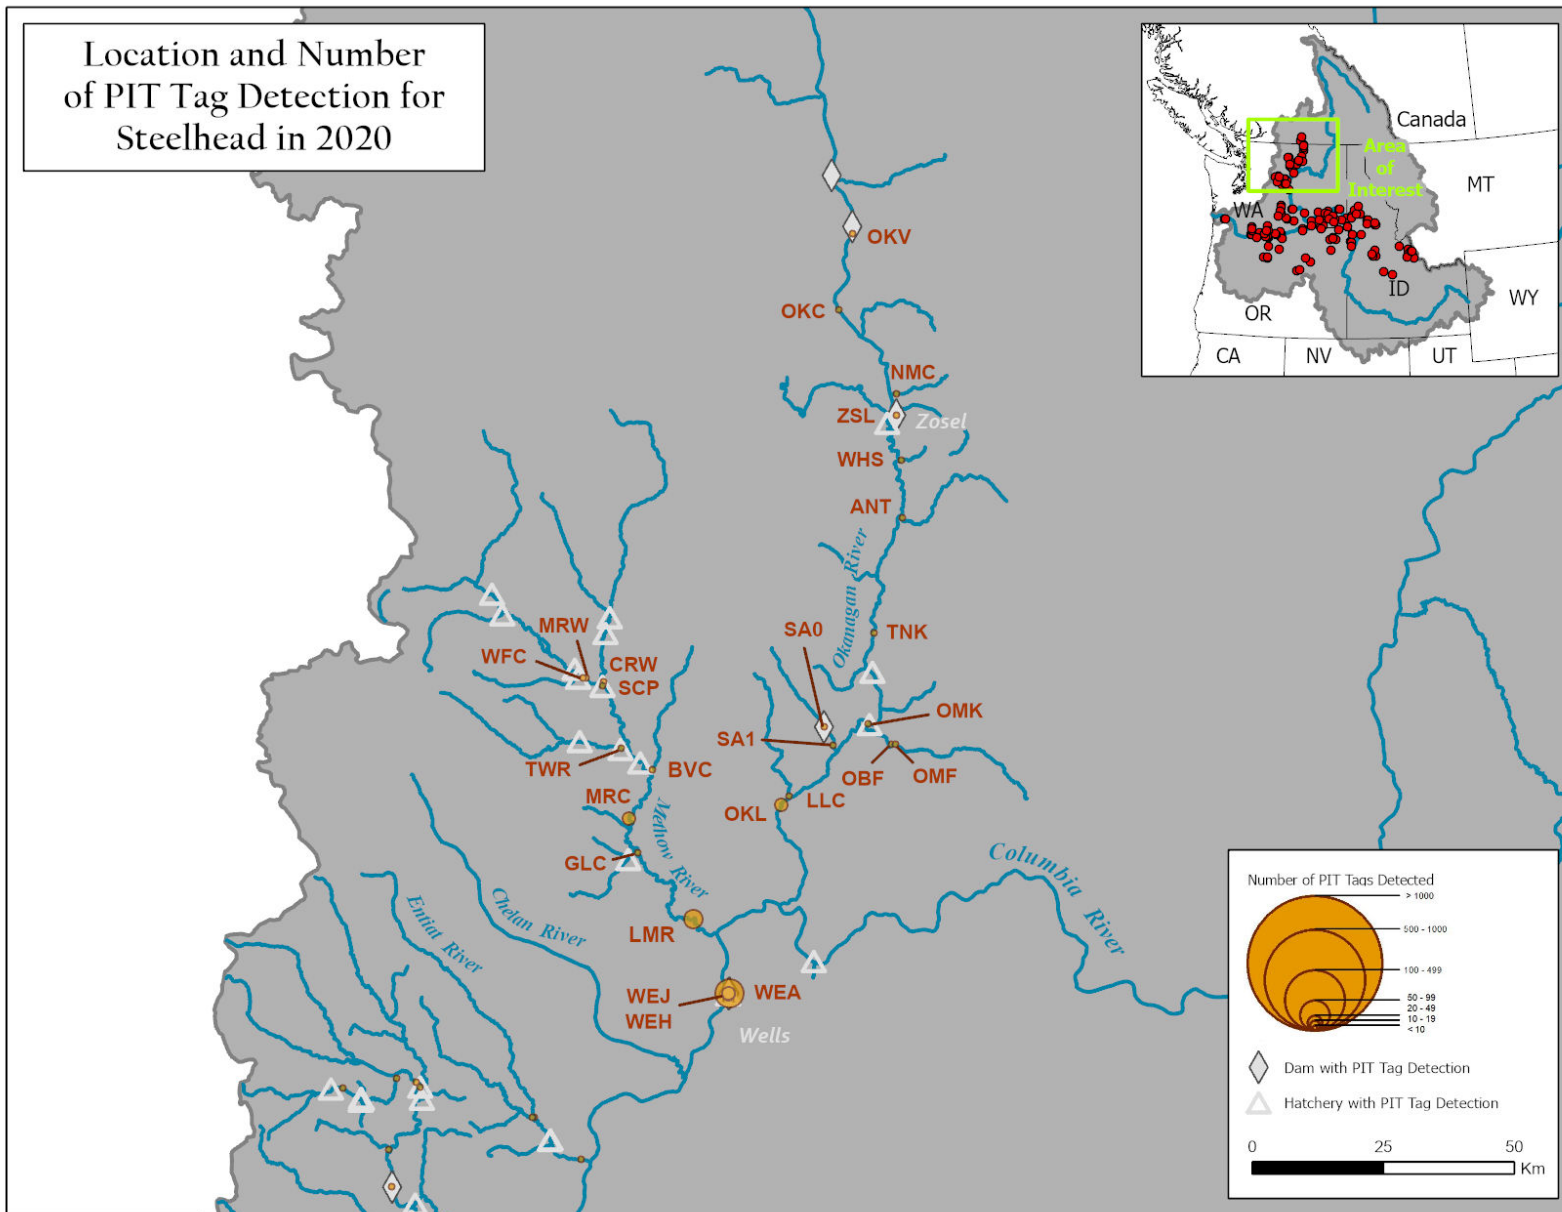 Location and Number
of PIT Tag Detection for
Steelhead in 2020
Canada
Area
of
Interest
MT
WA
ID
WY
OR
CA
NV
UT
OKV
OKC
NMC
ZSL
Zosel
WHS
ANT
Okanagan River
TNK
SA0
MRW
WFC
CRW
SCP
OMK
SA1
TWR
BVC
OBF
OMF
MRC
OKL
LLC
Methow River
GLC
Columbia River
Chelan River
Entiat River
LMR
WEJ
WEH
WEA
Wells
Number of PIT Tags Detected
> 1000
500 - 1000
100 - 499
50 - 99
20 - 49
10 - 19
< 10
Dam with PIT Tag Detection
Hatchery with PIT Tag Detection
0 25 50
Km